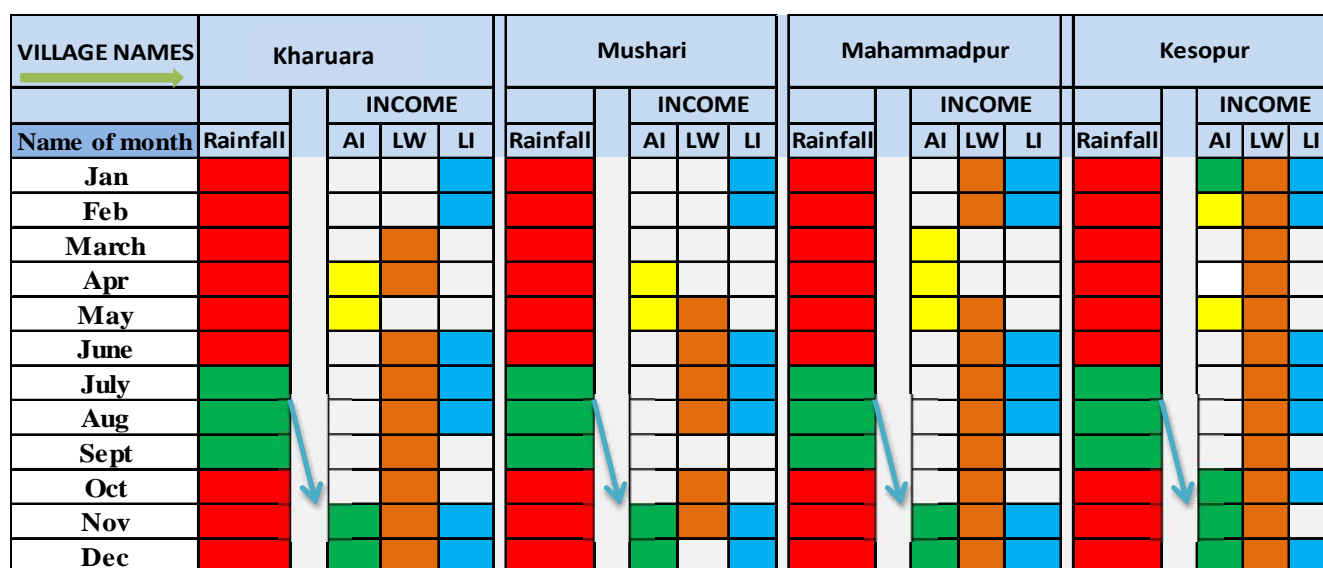 VILLAGE NAMES Kharuara Mushari Mahammadpur Kesopur
INCOME INCOME INCOME INCOME
Name of month Rainfall AI LW LI Rainfall AI LW LI Rainfall AI LW LI Rainfall AI LW LI
Jan
Feb
March
Apr
May
June
July
Aug
Sept
Oct
Nov
Dec